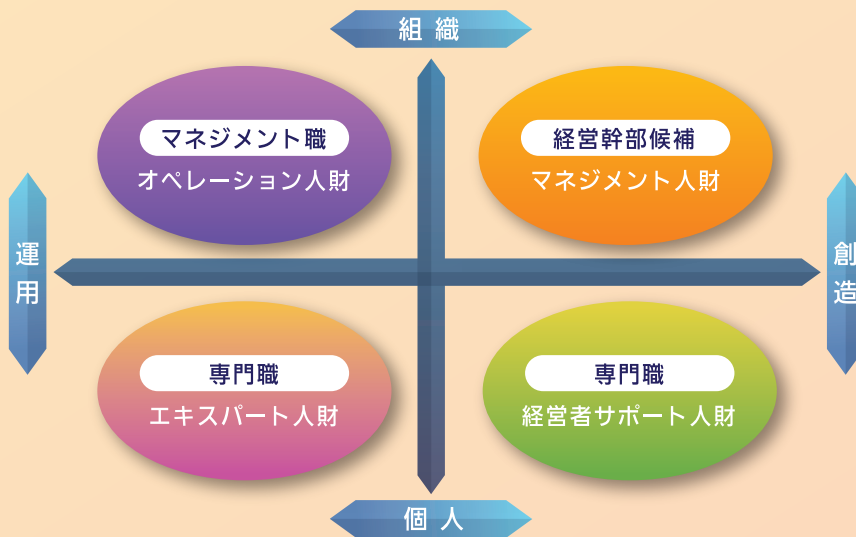 組織
マネジメント職
オペレーション人財
経営幹部候補
マネジメント人財
運用
創造
専門職
エキスパート人財
専門職
経営者サポート人財
個人